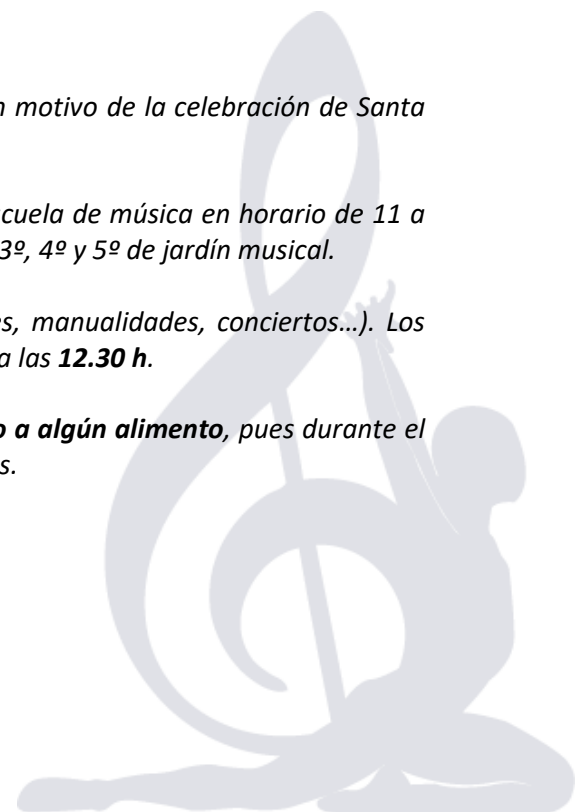 motivo de la celebración de Santa
cuela de música en horario de 11 a
3º, 4º y 5º de jardín musical.
es, manualidades, conciertos…). Los
a las 12.30 h.
o a algún alimento, pues durante el
s.